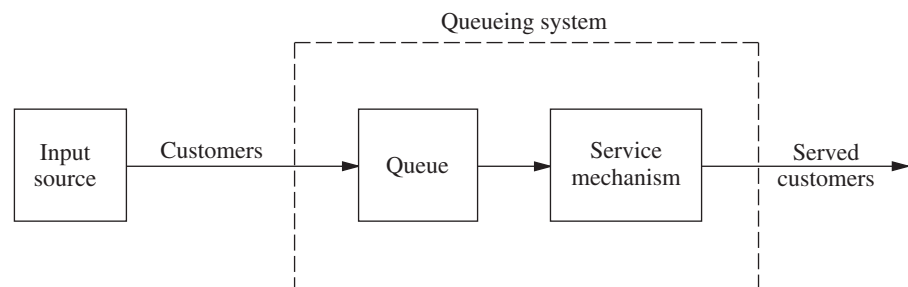 Queueing system
Input
source
Customers
Queue
Service
mechanism
Served
customers